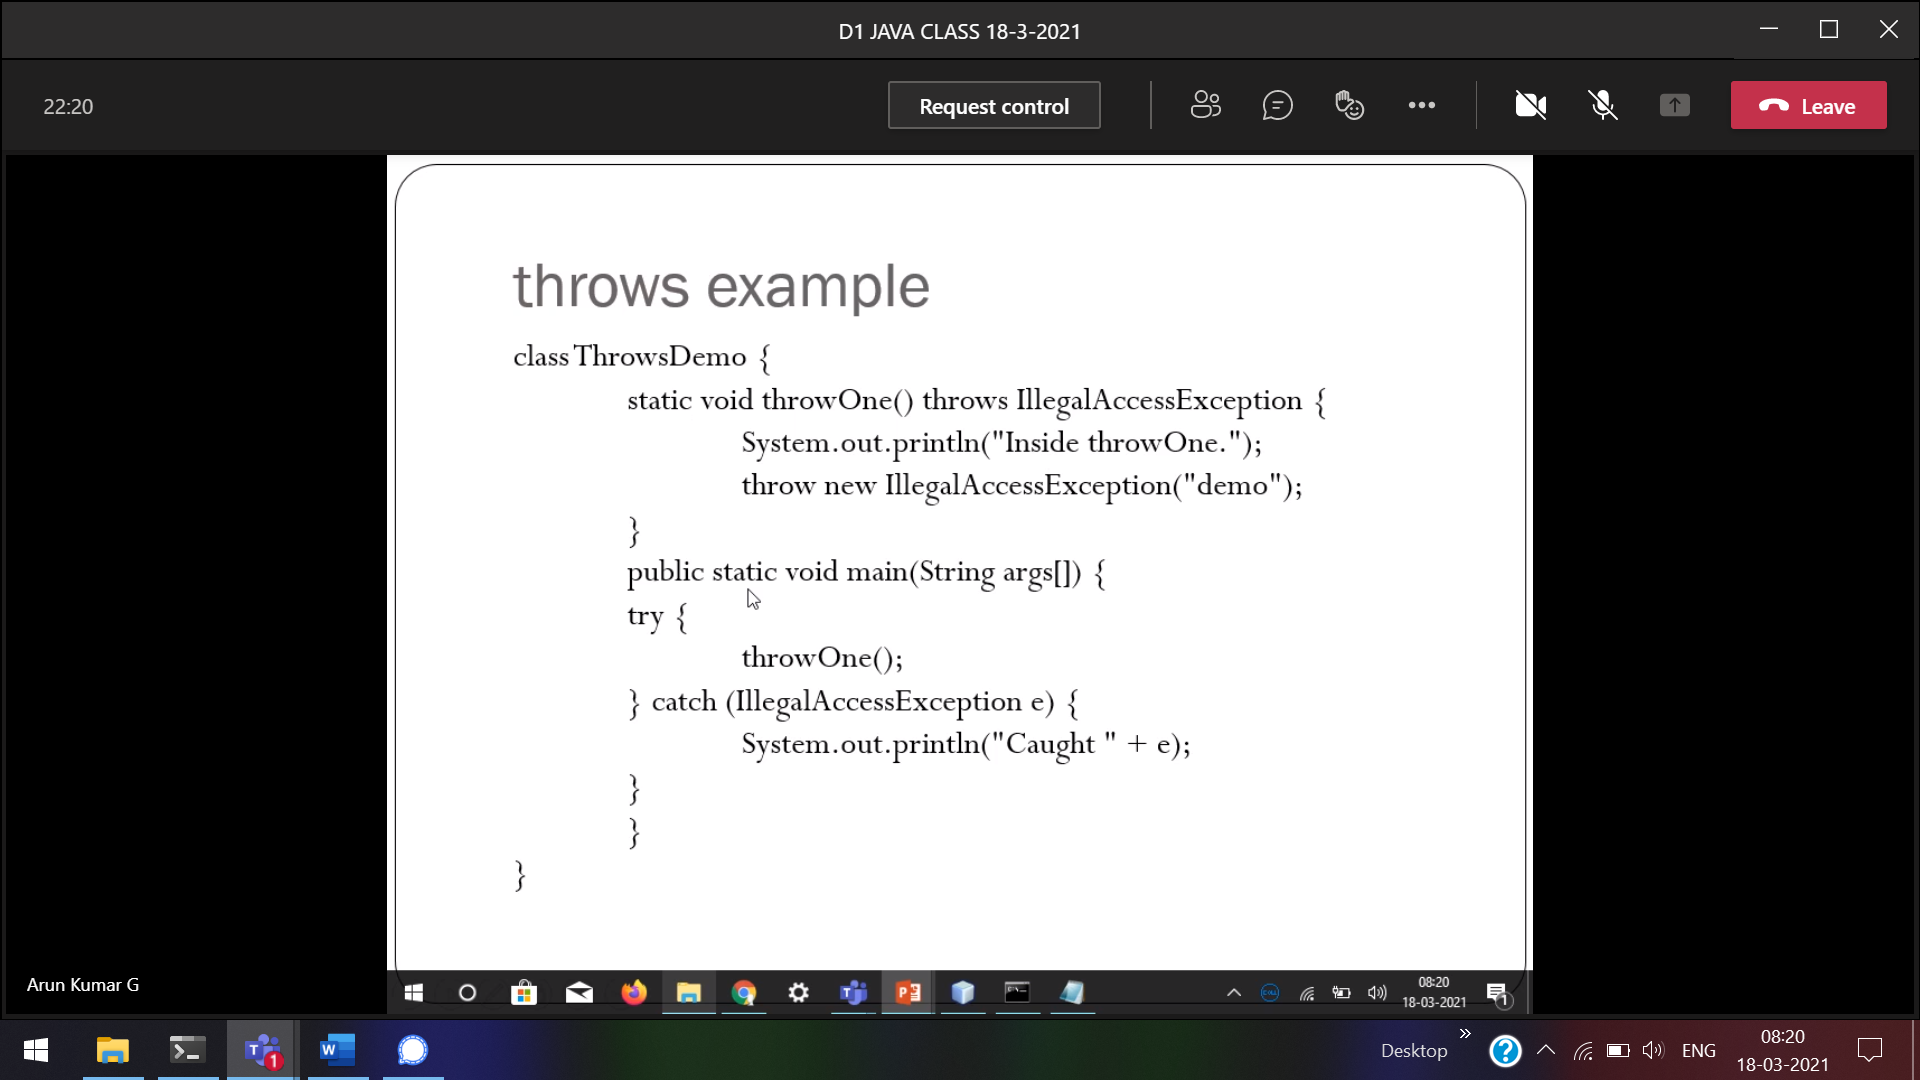 D1 JAVA CLASS 18-3-2021
22:20
Request control
Leave
throws example
class ThrowsDemo {
static void throwOne() throws IllegalAccessException {
System.out.println("Inside throwOne.");
throw new IllegalAccessException("demo");
}
public static void main(String args[]) {
try {
throwOne();
} catch (IllegalAccessException e) {
System.out.println("Caught " + e);
}
}
}
Arun Kumar G
08:20
18-03-2021
1
Desktop
ENG
08:20
18-03-2021
1